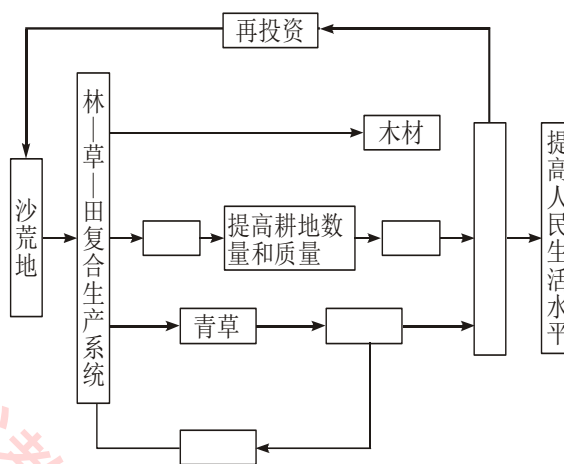 再投资
林—草—田复合生产系统
木材
沙荒地
提高耕地数
量和质量
提高人民生活水平
青草